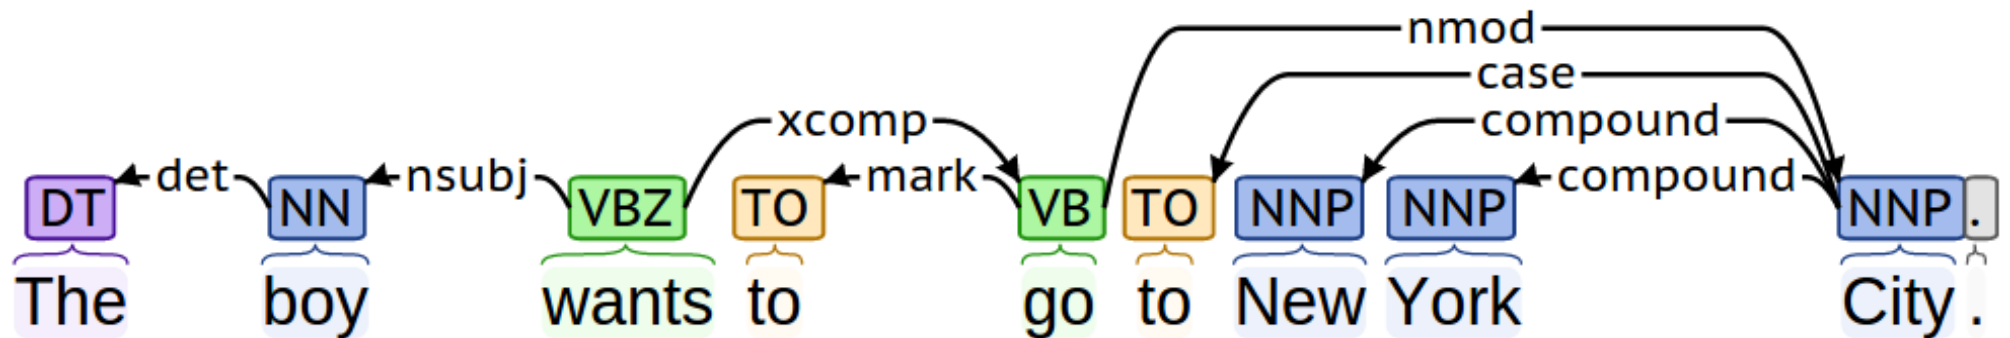 nmod
case
xcomp compound
det nsubj mark compound
DT NN VBZ TO VB TO NNP NNP NNP .
The boy wants to go to New York City .